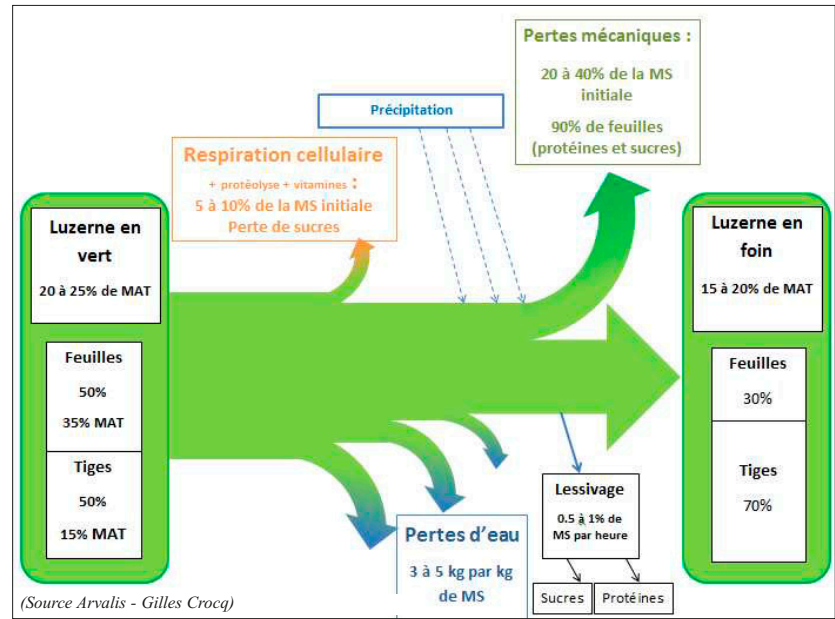 Pertes mécaniques :
20 à 40% de la MS
initiale
90% de feuilles
(protéines et sucres)
Précipitation
Respiration cellulaire
+ protéolyse + vitamines :
5 à 10% de la MS initiale
Perte de sucres
Luzerne en
vert
20 à 25% de MAT
Feuilles
50%
35% MAT
Tiges
50%
15% MAT
Luzerne en
foin
15 à 20% de MAT
Feuilles
30%
Tiges
70%
Lessivage
0.5 à 1% de
MS par heure
Sucres
Protéines
Pertes d'eau
3 à 5 kg par kg
de MS
(Source Arvalis - Gilles Crocq)